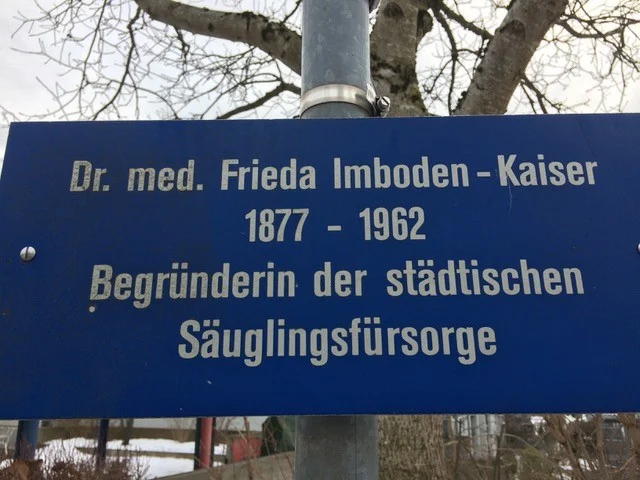 Dr. med. Frieda Imboden-Kaiser
1877 - 1962
Begründerin der städtischen
Säuglingsfürsorge